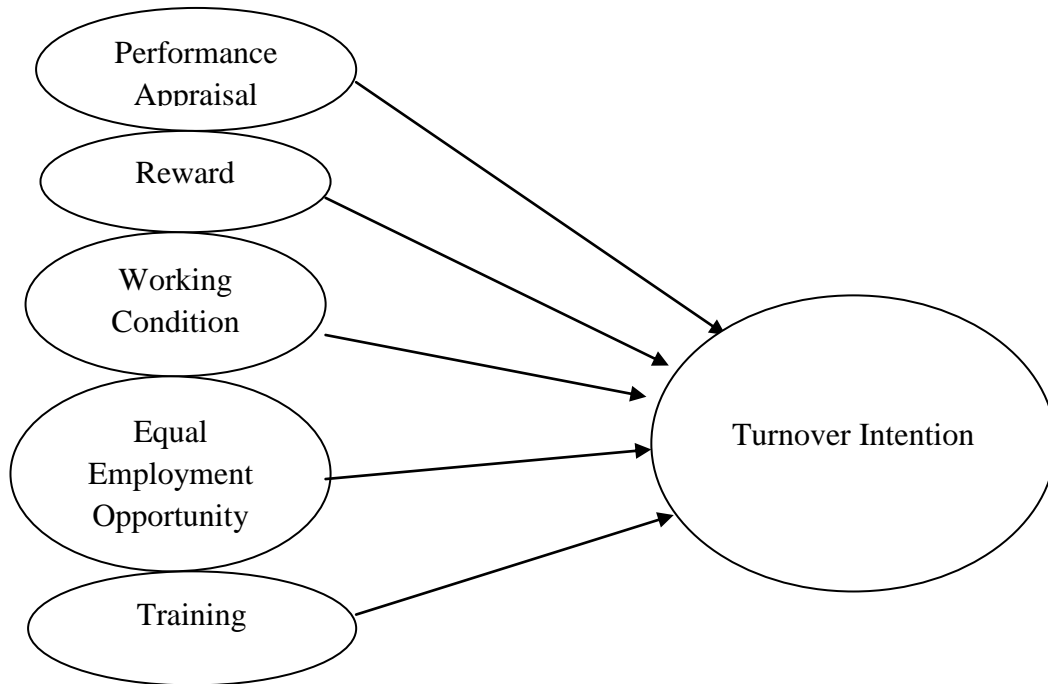 Performance
Appraisal
Reward
Working
Condition
Equal
Employment
Opportunity
Training
Turnover Intention